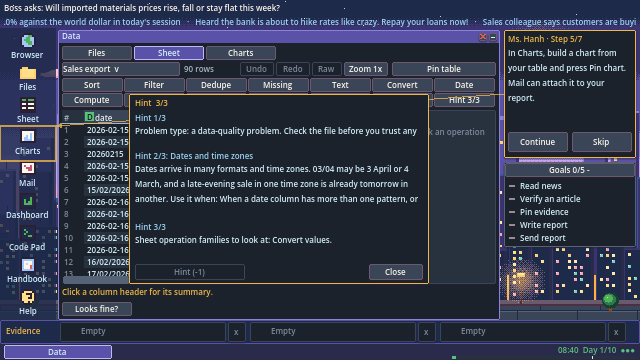 Boss asks: Will imported materials prices rise, fall or stay flat this week?
.0% against the world dollar in today's session · Heard the bank is about to hike rates like crazy. Repay your loans now! · Sales colleague says customers are buyi
Browser
Files
Sheet
Charts
Mail
Dashboard
Code Pad
Handbook
Help
Data
Files
Sheet
Charts
Sales export v
90 rows
Undo
Redo
Raw
Zoom 1x
Pin table
Sort
Filter
Dedupe
Missing
Text
Convert
Date
Compute
Hint 3/3
# D date
1 2026-02-15
2 2026-02-15
3 20260215
4 2026-02-15
5 2026-02-15
6 15/02/2026
7 2026-02-16
8 2026-02-16
9 2026-02-16
10 2026-02-16
11 2026-02-16
12 16/02/2026
13 17/02/2026
k an operation
Hint 3/3
Hint 1/3
Problem type: a data-quality problem. Check the file before you trust any
Hint 2/3: Dates and time zones
Dates arrive in many formats and time zones. 03/04 may be 3 April or 4
March, and a late-evening sale in one time zone is already tomorrow in
another. Use it when: When a date column has more than one pattern, or
Hint 3/3
Sheet operation families to look at: Convert values.
Hint (-1)
Close
Click a column header for its summary.
Looks fine?
Ms. Hanh · Step 5/7
In Charts, build a chart from
your table and press Pin chart.
Mail can attach it to your
report.
Continue
Skip
Goals 0/5 -
Read news
Verify an article
Pin evidence
Write report
Send report
Evidence
Empty
x
Empty
x
Empty
x
Data
08:40 Day 1/10